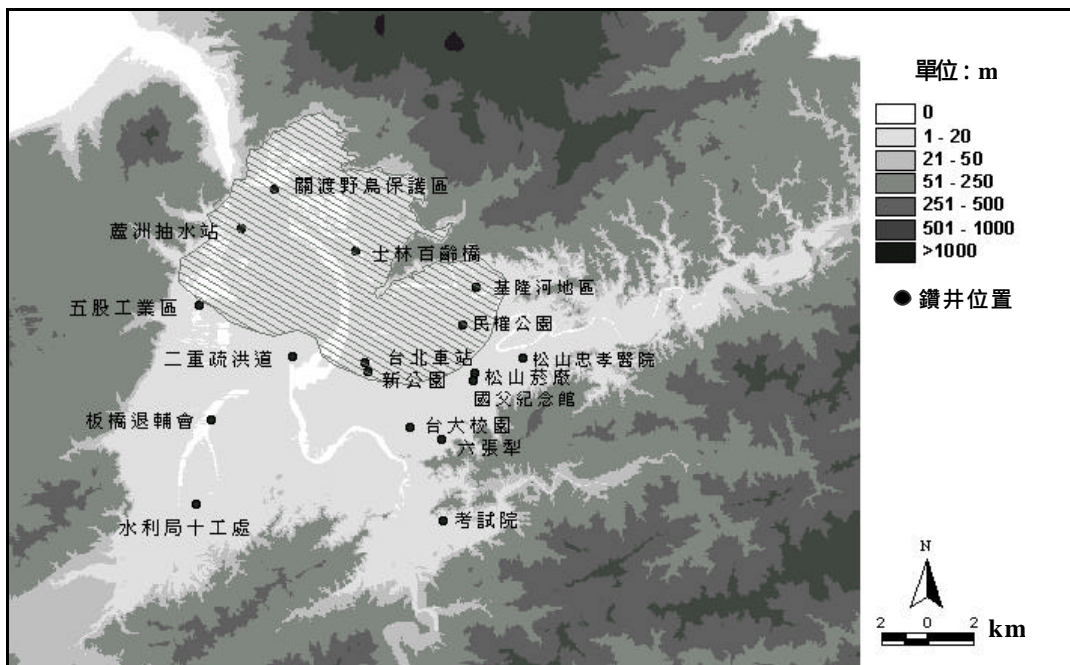 單位：m
0
1 - 20
21 - 50
51 - 250
251 - 500
501 - 1000
>1000
鑽井位置
關渡野鳥保護區
蘆洲抽水站
士林百齡橋
基隆河地區
五股工業區
民權公園
二重疏洪道
台北車站
松山忠孝醫院
新公園
松山菸廠
國父紀念館
板橋退輔會
台大校園
六張犁
水利局十工處
考試院
N
2 0 2 km